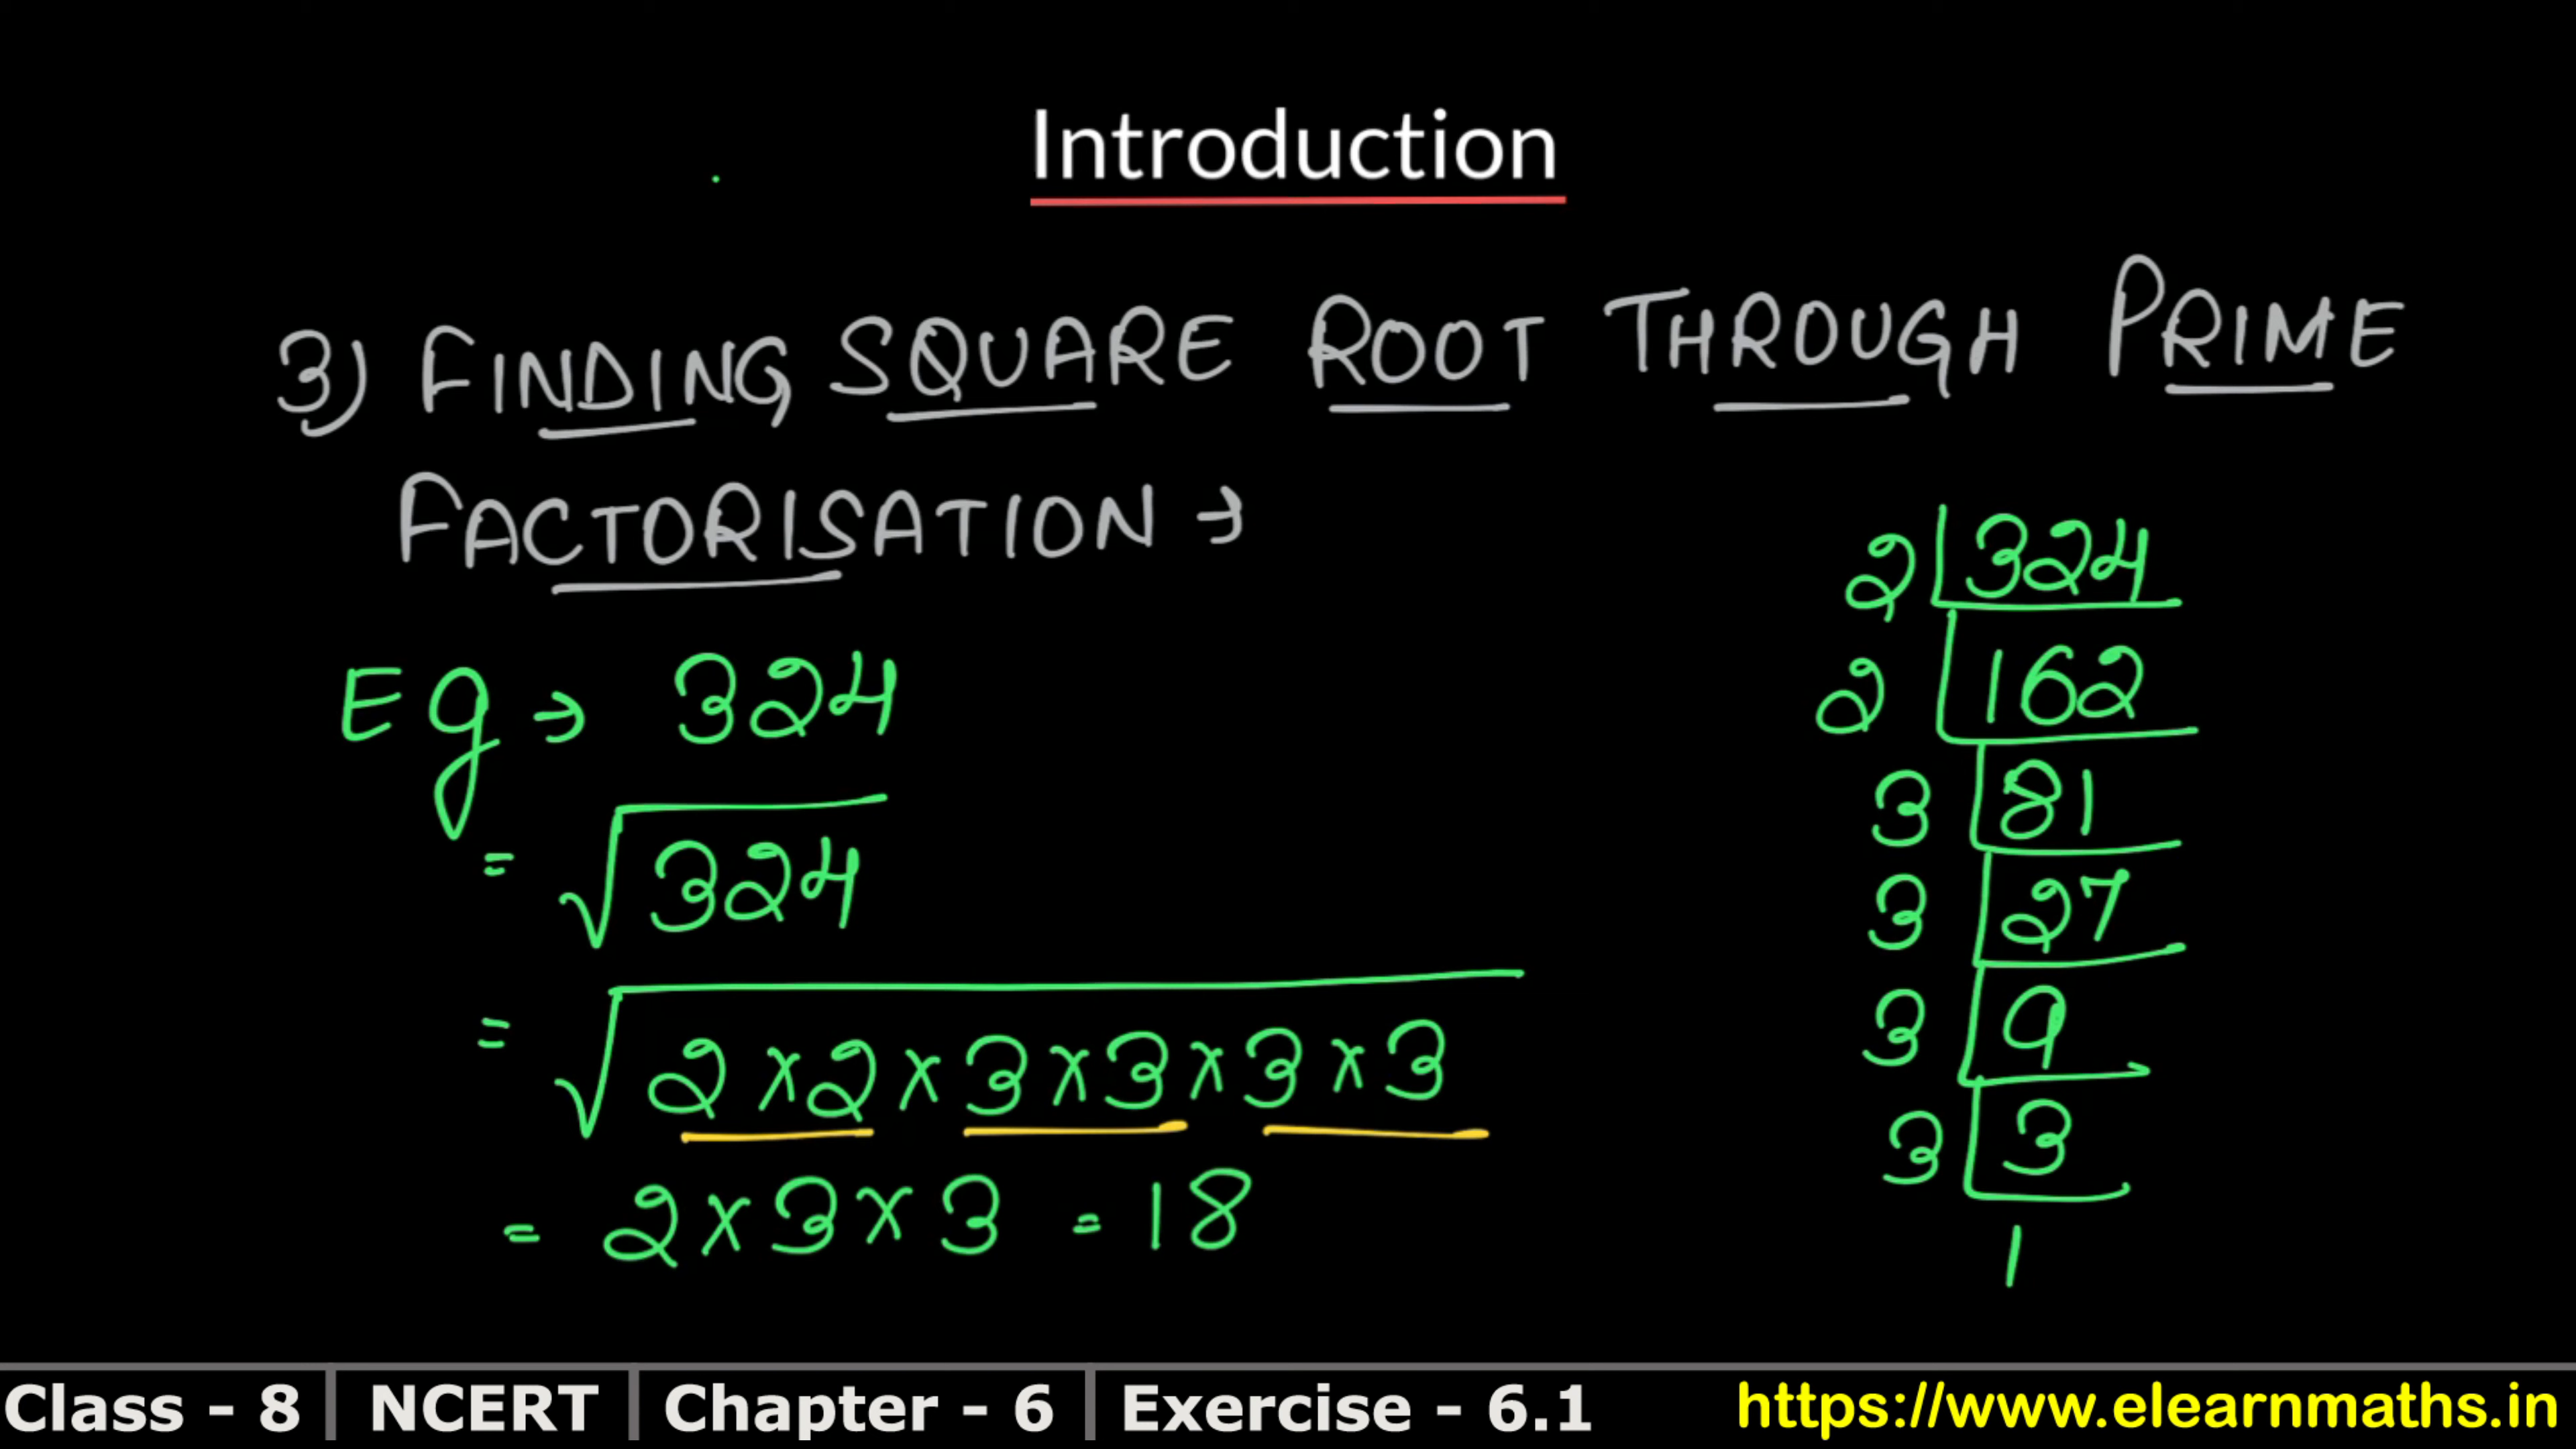 Introduction
3) FINDING SQUARE ROOT THROUGH PRIME
FACTORISATION →
Eg → 324
= √324
= √2×2×3×3×3×3
= 2×3×3 = 18
2 | 324
2 | 162
3 | 81
3 | 27
3 | 9
3 | 3
1
Class - 8 | NCERT | Chapter - 6 | Exercise - 6.1 https://www.elearnmaths.in